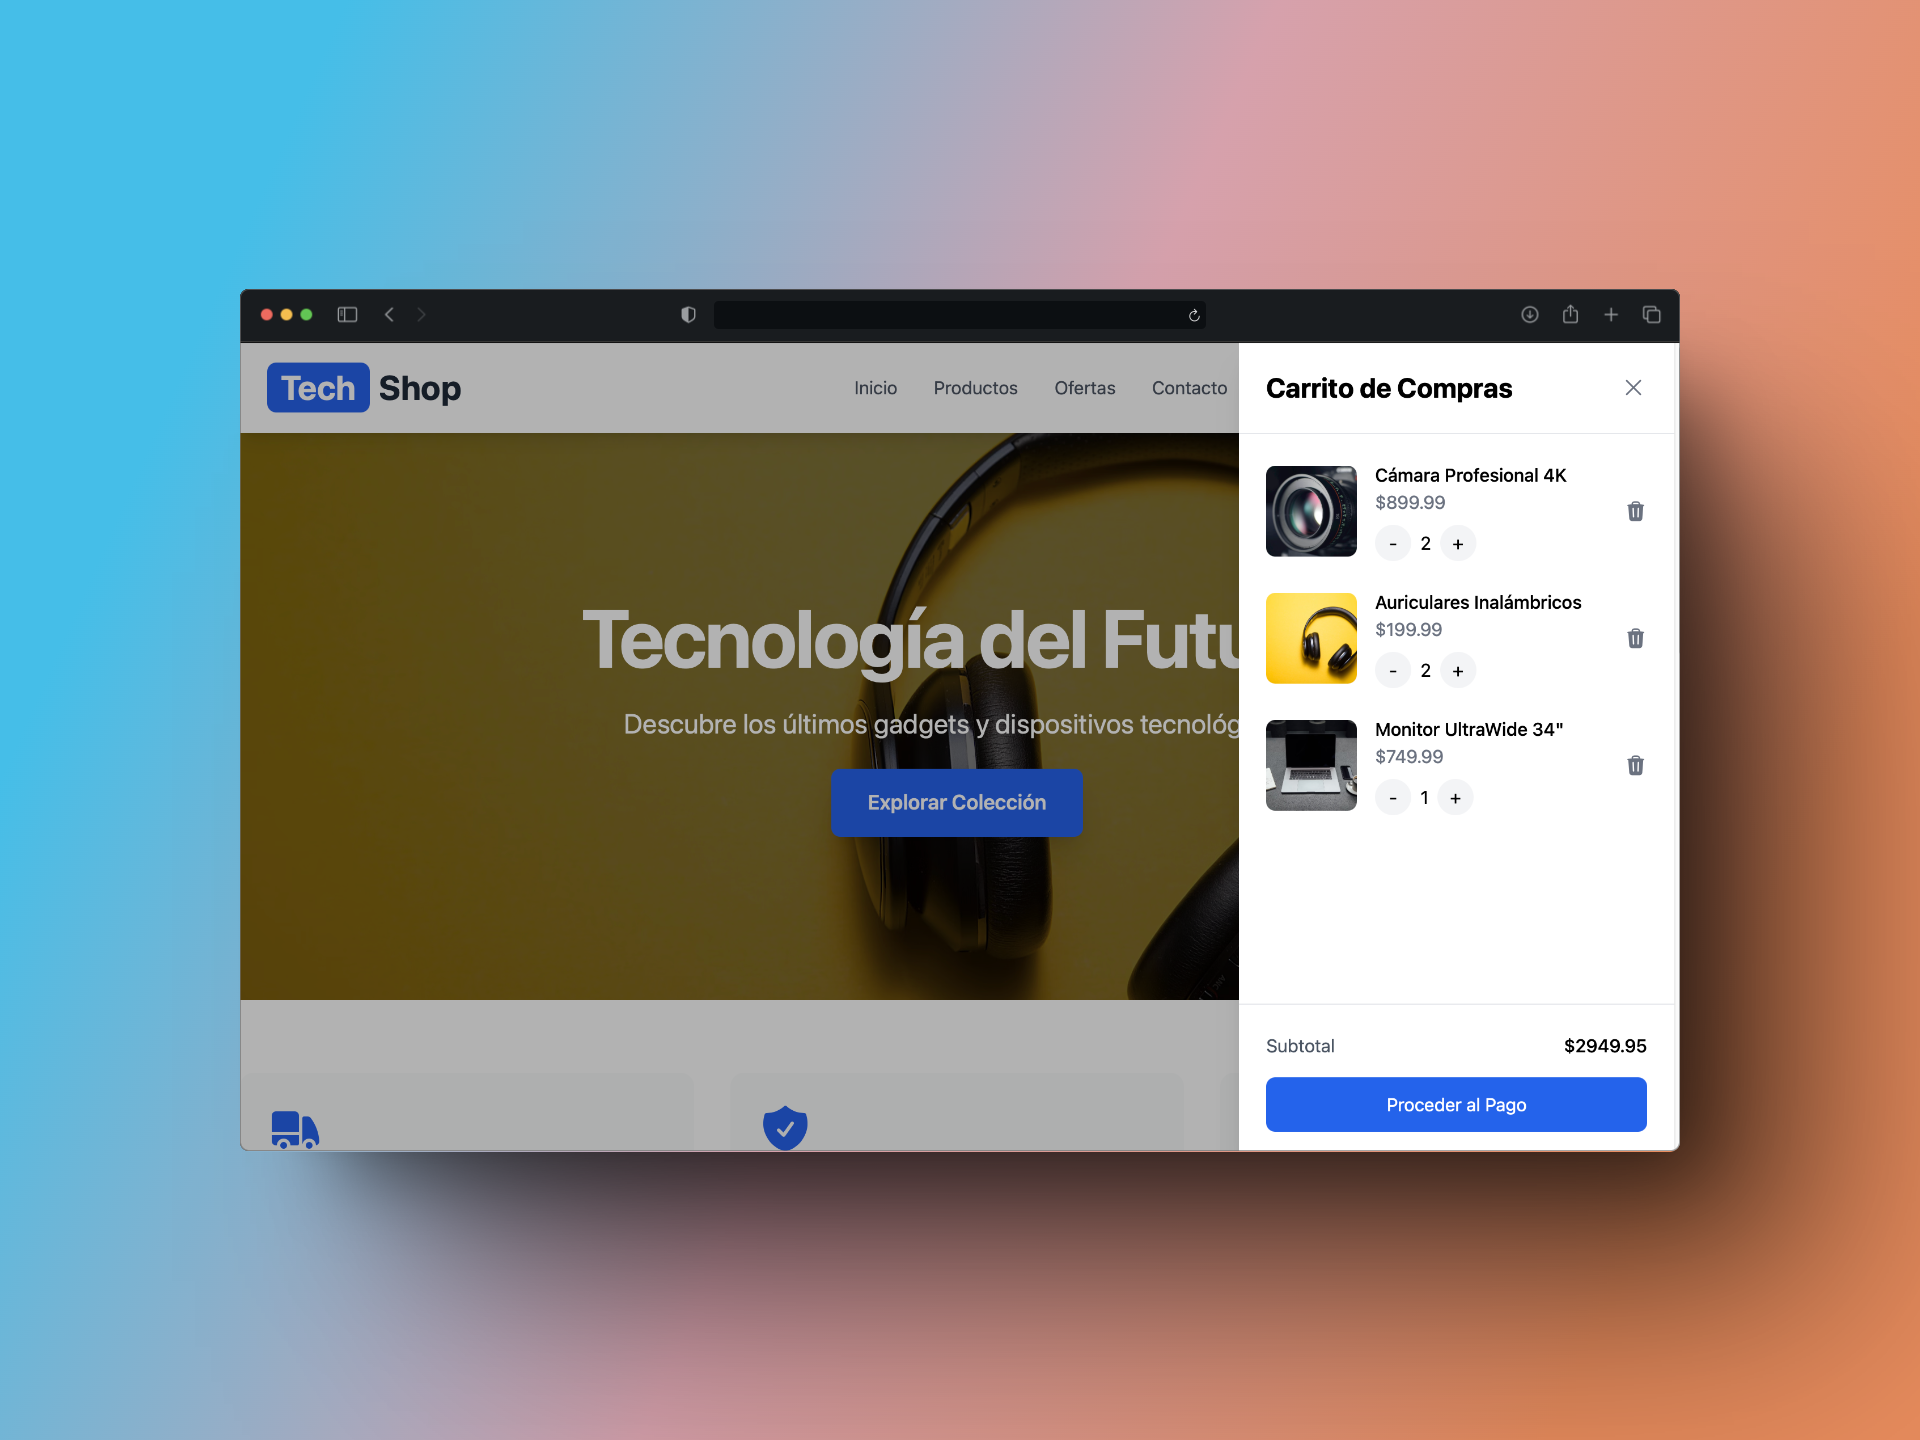 Tech Shop
Inicio Productos Ofertas Contacto
Tecnología del Futu
Descubre los últimos gadgets y dispositivos tecnológ
Explorar Colección
Carrito de Compras
Cámara Profesional 4K
$899.99
- 2 +
Auriculares Inalámbricos
$199.99
- 2 +
Monitor UltraWide 34"
$749.99
- 1 +
Subtotal $2949.95
Proceder al Pago